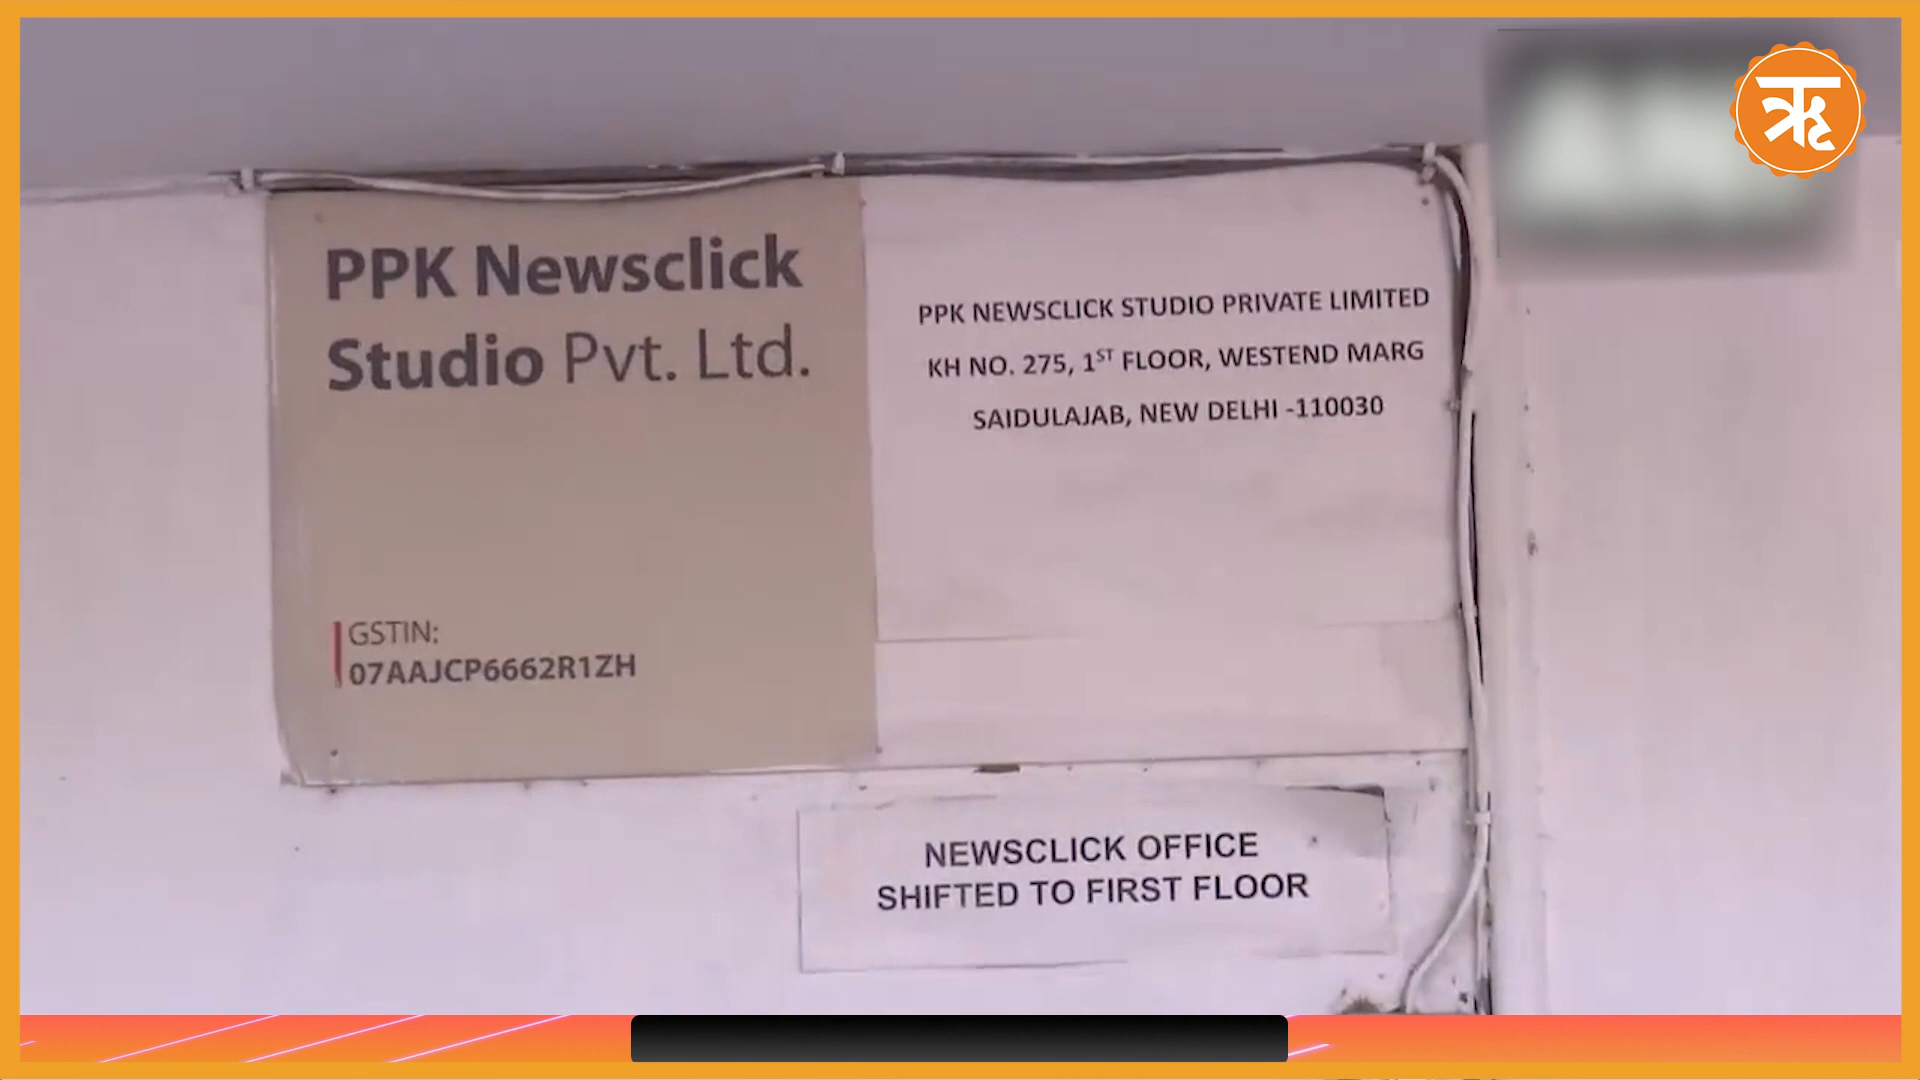 PPK Newsclick
Studio Pvt. Ltd.
GSTIN:
07AAJCP6662R1ZH
PPK NEWSCLICK STUDIO PRIVATE LIMITED
KH NO. 275, 1ST FLOOR, WESTEND MARG
SAIDULAJAB, NEW DELHI -110030
NEWSCLICK OFFICE
SHIFTED TO FIRST FLOOR
ऋ